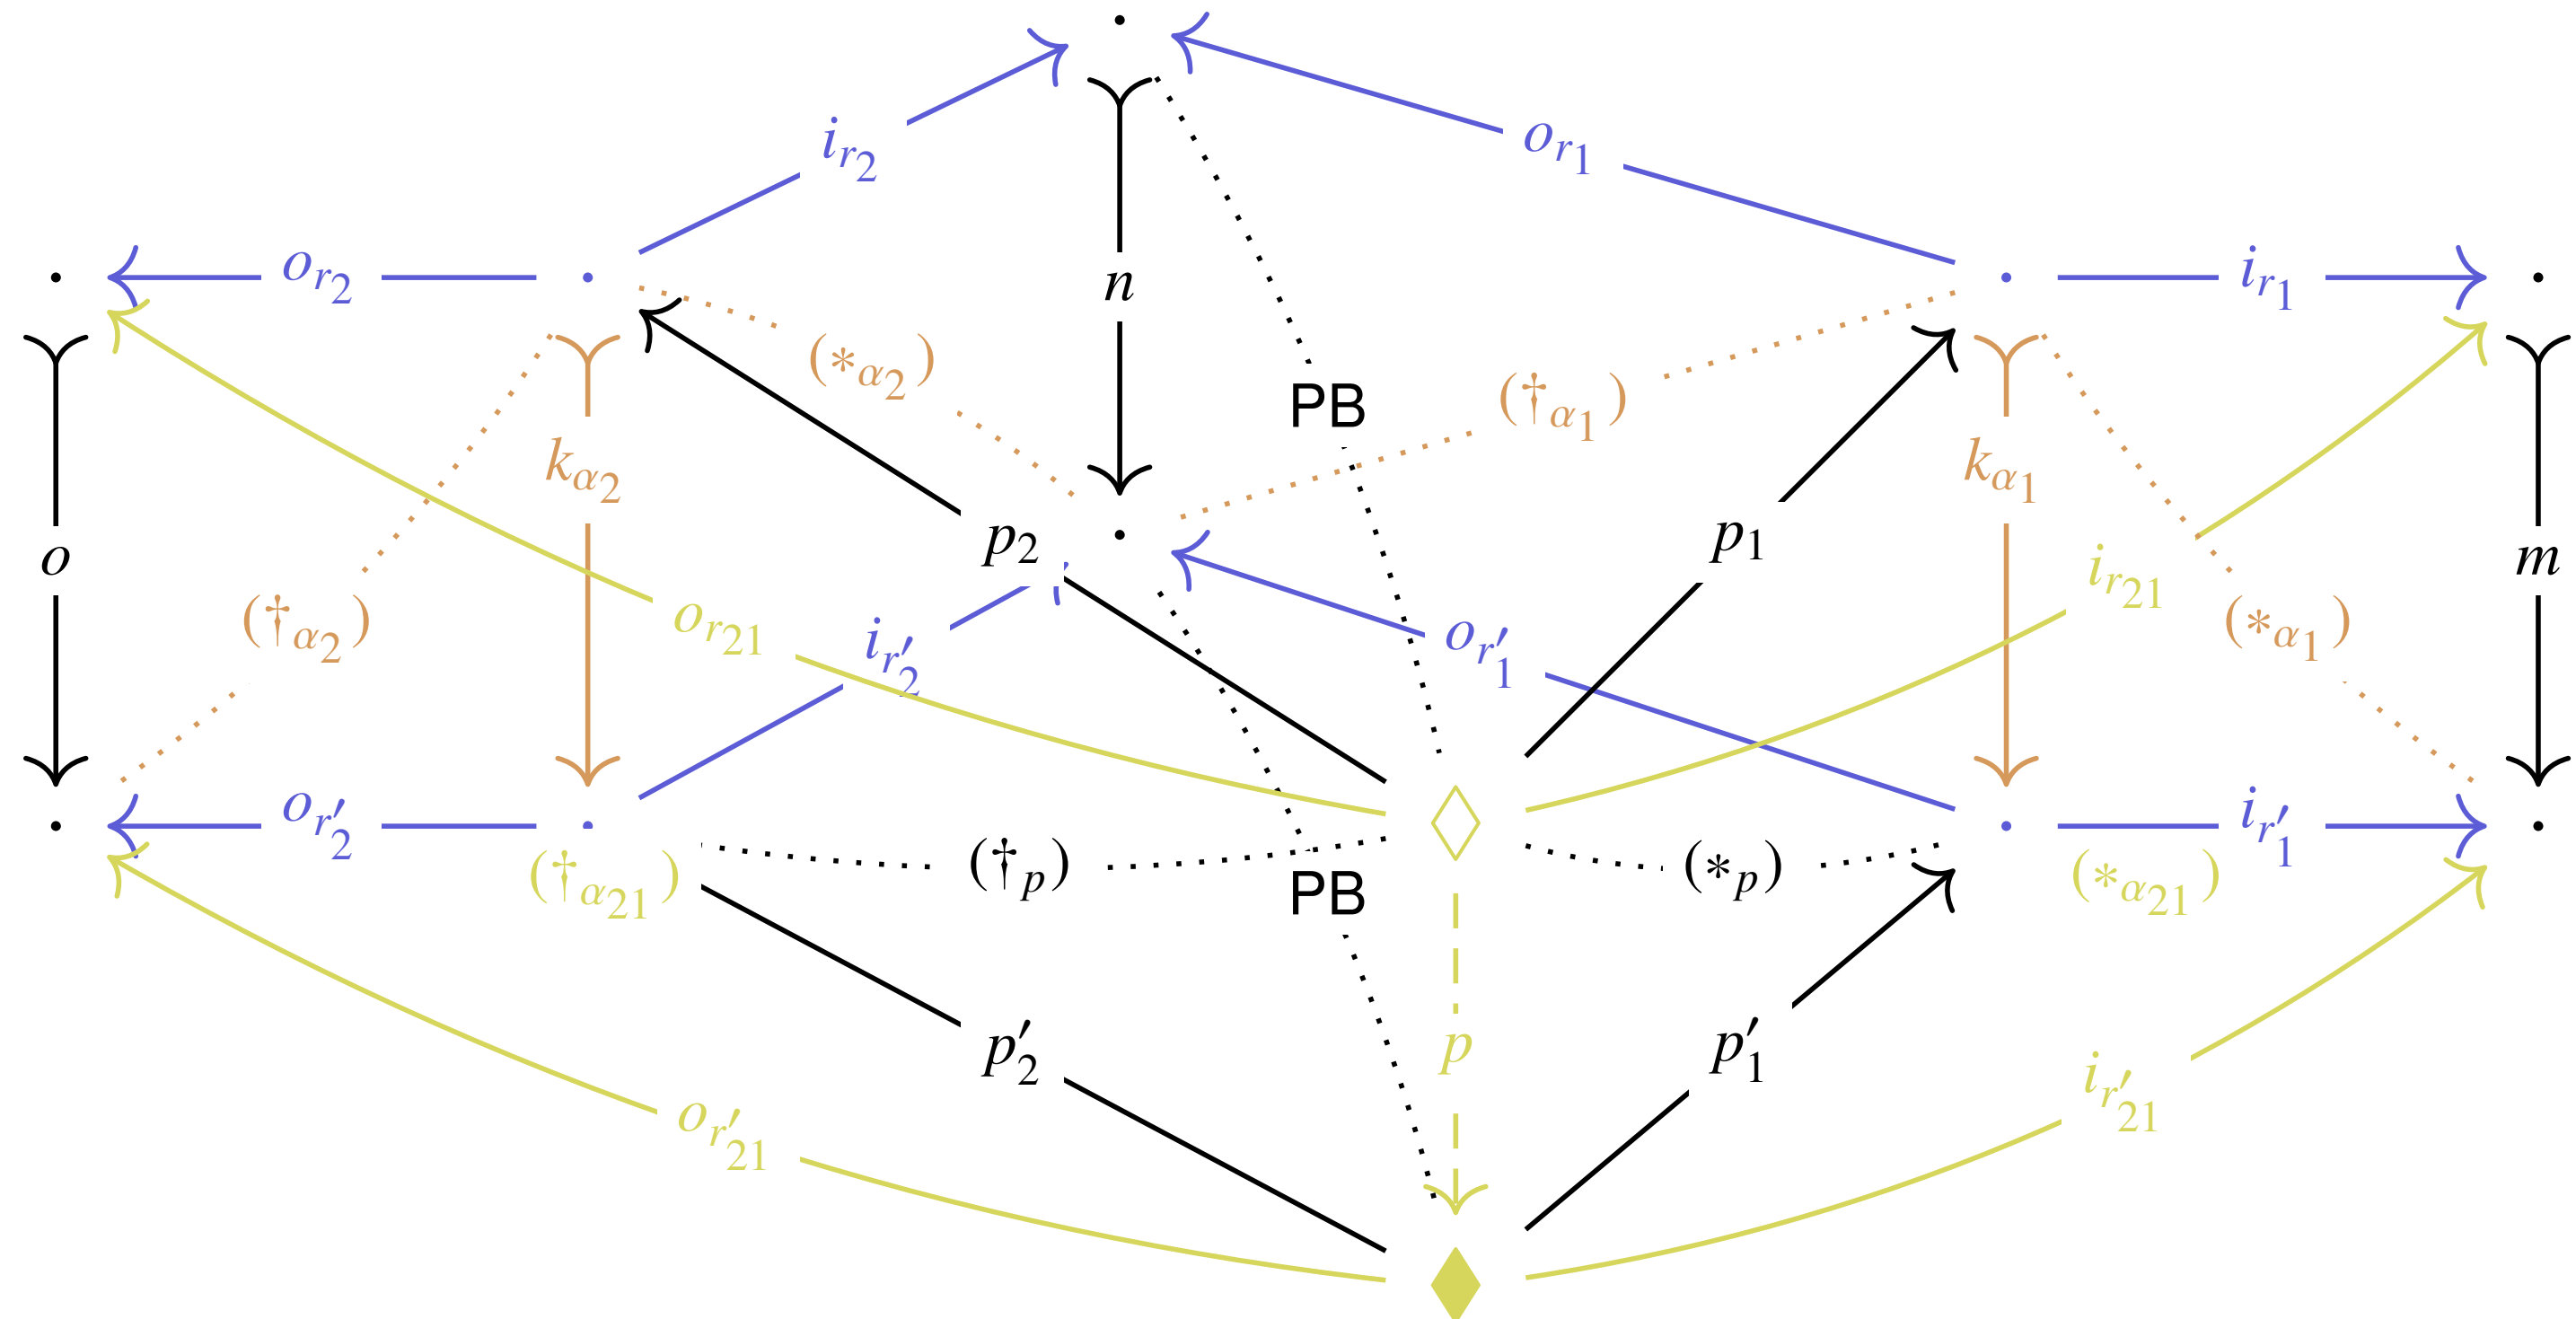 i_{r_2}
o_{r_1}
o_{r_2}
n
i_{r_1}
(*_{α_2})
PB
(†_{α_1})
k_{α_2}
k_{α_1}
o
p_2
p_1
i_{r_{21}}
m
(†_{α_2})
o_{r_{21}}
i_{r'_2}
o_{r'_1}
(*_{α_1})
o_{r'_2}
i_{r'_1}
(†_{α_{21}})
(†_p)
PB
(*_p)
(*_{α_{21}})
p'_2
p
p'_1
o_{r'_{21}}
i_{r'_{21}}